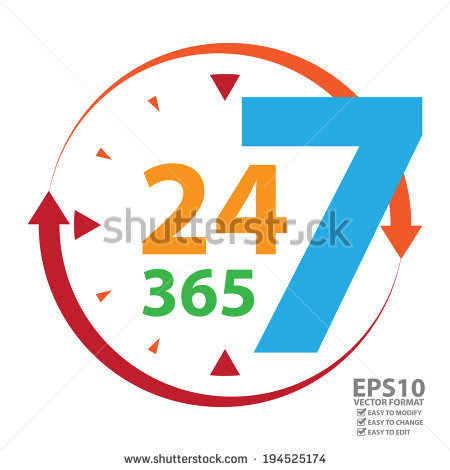 7
24
365
shutterstock
EPS10
VECTOR FORMAT
EASY TO MODIFY
EASY TO CHANGE
EASY TO EDIT
www.shutterstock.com · 194525174